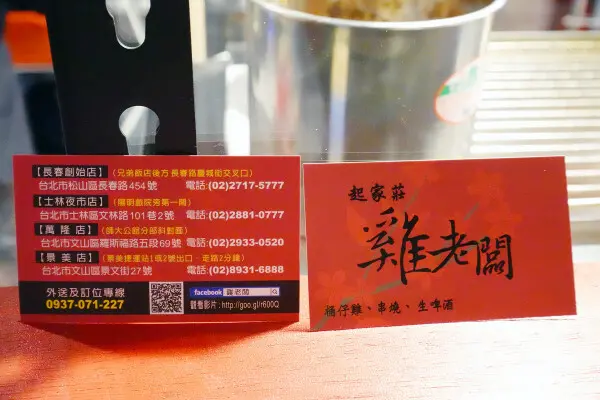 【長春創始店】(兄弟飯店後方長春路慶城街交叉口)
台北市松山區長春路454號 電話:(02)2717-5777
【士林夜市店】(陽明戲院旁第一間)
台北市士林區文林路101巷2號 電話:(02)2881-0777
【萬隆店】(師大公館分部斜對面)
台北市文山區羅斯福路五段69號 電話:(02)2933-0520
【景美店】(景美捷運站1或2號出口‧走路2分鐘)
台北市文山區景文街27號 電話:(02)8931-6888
外送及訂位專線
0937-071-227
facebook 雞老闆
觀看影片:http://goo.gl/r600Q
起家莊
雞老闆
桶仔雞、串燒、生啤酒